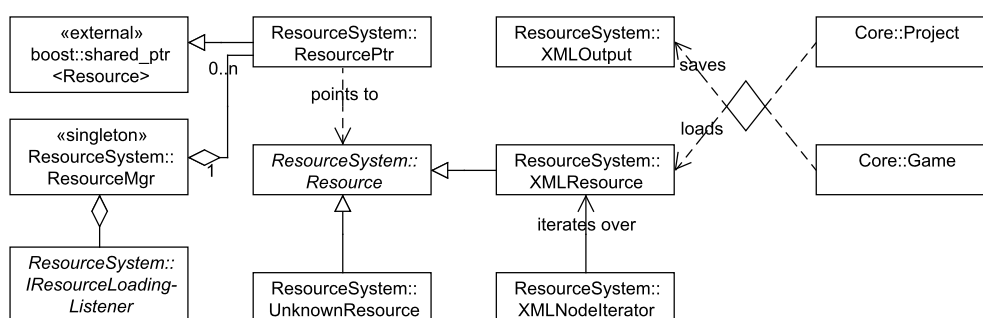 «external»
boost::shared_ptr
<Resource>
ResourceSystem::
ResourcePtr
0..n
points to
ResourceSystem::
XMLOutput
saves
Core::Project
«singleton»
ResourceSystem::
ResourceMgr
1
ResourceSystem::
Resource
ResourceSystem::
XMLResource
loads
Core::Game
iterates over
ResourceSystem::
IResourceLoading-
Listener
ResourceSystem::
UnknownResource
ResourceSystem::
XMLNodeIterator